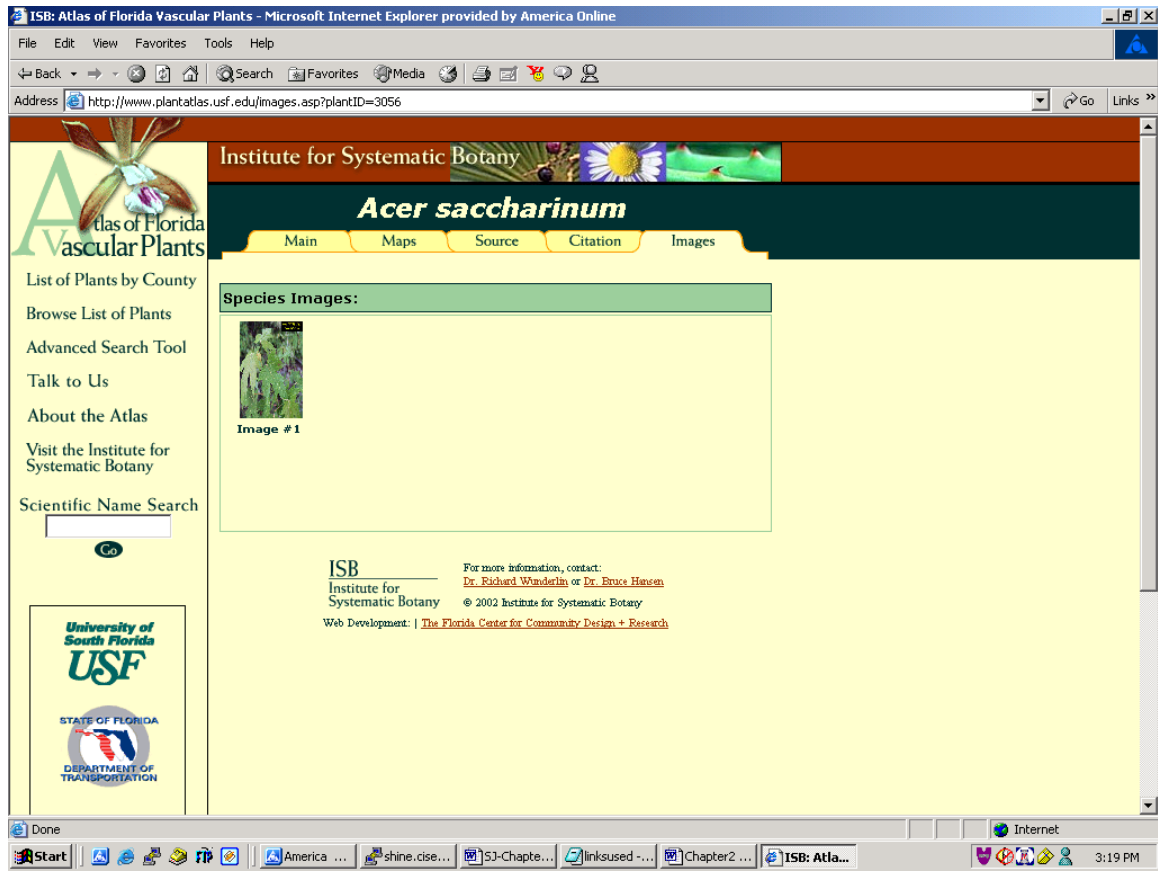 ISB: Atlas of Florida Vascular Plants - Microsoft Internet Explorer provided by America Online
File Edit View Favorites Tools Help
Back Search Favorites Media
Address http://www.plantatlas.usf.edu/images.asp?plantID=3056 Go Links »
Institute for Systematic Botany
Atlas of Florida
Vascular Plants
Acer saccharinum
Main Maps Source Citation Images
List of Plants by County
Browse List of Plants
Advanced Search Tool
Talk to Us
About the Atlas
Visit the Institute for
Systematic Botany
Scientific Name Search
Go
University of
South Florida
USF
STATE OF FLORIDA
DEPARTMENT OF
TRANSPORTATION
Species Images:
Image #1
ISB
Institute for
Systematic Botany
For more information, contact:
Dr. Richard Wunderlin or Dr. Bruce Hansen
© 2002 Institute for Systematic Botany
Web Development: | The Florida Center for Community Design + Research
Done Internet
Start America ... shine.cise... SJ-Chapte... linksused -... Chapter2 ... ISB: Atla... 3:19 PM